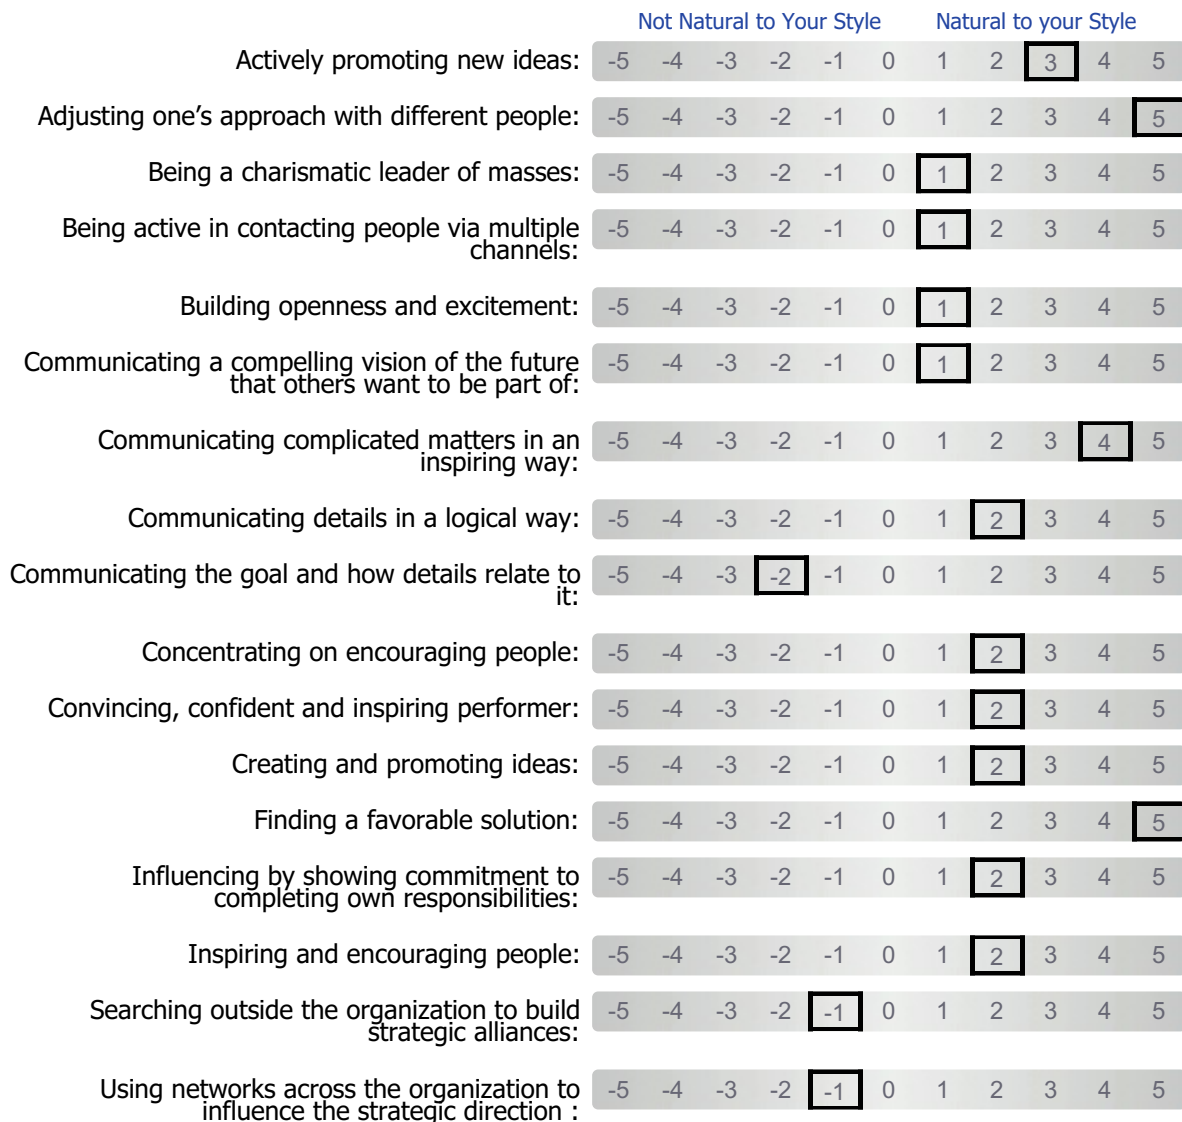 Not Natural to Your Style Natural to your Style
Actively promoting new ideas: -5 -4 -3 -2 -1 0 1 2 3 4 5
Adjusting one's approach with different people: -5 -4 -3 -2 -1 0 1 2 3 4 5
Being a charismatic leader of masses: -5 -4 -3 -2 -1 0 1 2 3 4 5
Being active in contacting people via multiple -5 -4 -3 -2 -1 0 1 2 3 4 5
channels:
Building openness and excitement: -5 -4 -3 -2 -1 0 1 2 3 4 5
Communicating a compelling vision of the future -5 -4 -3 -2 -1 0 1 2 3 4 5
that others want to be part of:
Communicating complicated matters in an -5 -4 -3 -2 -1 0 1 2 3 4 5
inspiring way:
Communicating details in a logical way: -5 -4 -3 -2 -1 0 1 2 3 4 5
Communicating the goal and how details relate to -5 -4 -3 -2 -1 0 1 2 3 4 5
it:
Concentrating on encouraging people: -5 -4 -3 -2 -1 0 1 2 3 4 5
Convincing, confident and inspiring performer: -5 -4 -3 -2 -1 0 1 2 3 4 5
Creating and promoting ideas: -5 -4 -3 -2 -1 0 1 2 3 4 5
Finding a favorable solution: -5 -4 -3 -2 -1 0 1 2 3 4 5
Influencing by showing commitment to -5 -4 -3 -2 -1 0 1 2 3 4 5
completing own responsibilities:
Inspiring and encouraging people: -5 -4 -3 -2 -1 0 1 2 3 4 5
Searching outside the organization to build -5 -4 -3 -2 -1 0 1 2 3 4 5
strategic alliances:
Using networks across the organization to -5 -4 -3 -2 -1 0 1 2 3 4 5
influence the strategic direction :